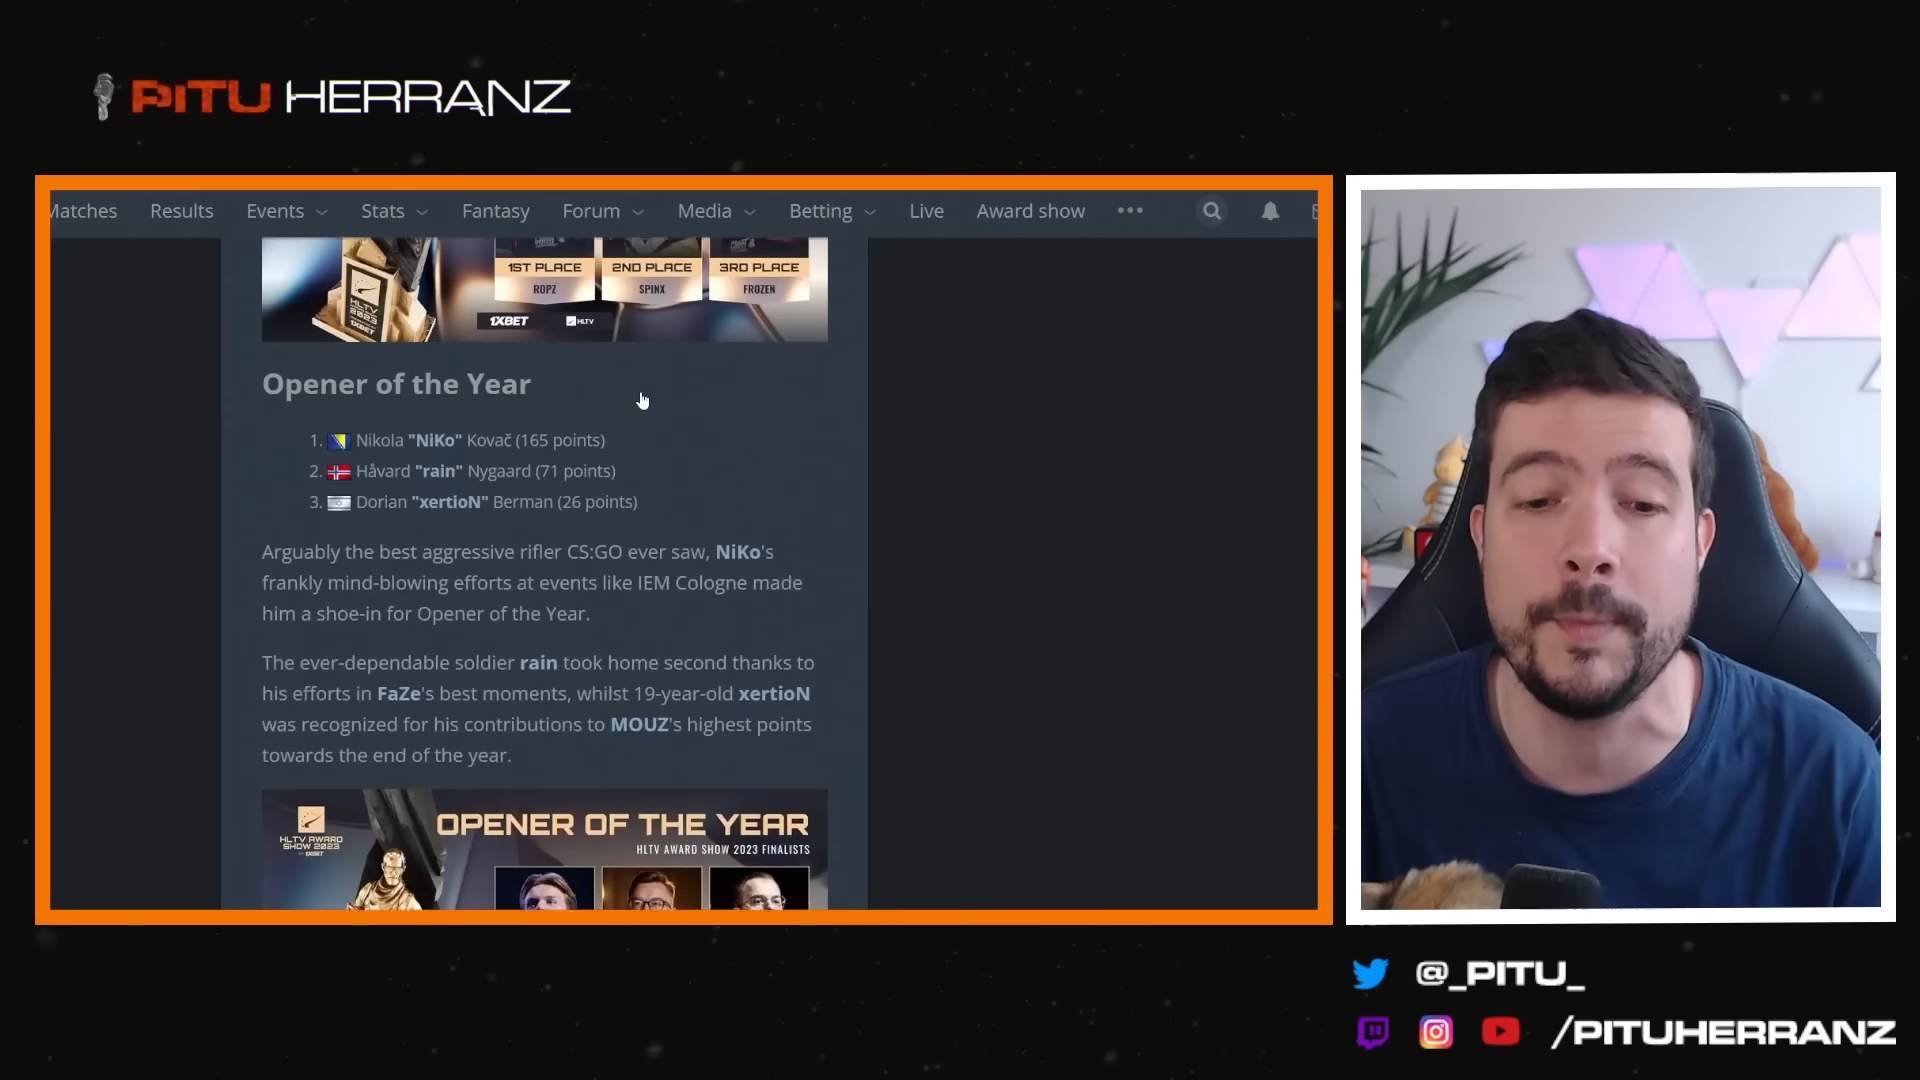 PITU HERRANZ
Matches Results Events Stats Fantasy Forum Media Betting Live Award show
1ST PLACE 2ND PLACE 3RD PLACE
ROPZ SPINX FROZEN
HLTV
2023
1XBET
1XBET HLTV
Opener of the Year
1. Nikola "NiKo" Kovač (165 points)
2. Håvard "rain" Nygaard (71 points)
3. Dorian "xertioN" Berman (26 points)
Arguably the best aggressive rifler CS:GO ever saw, NiKo's
frankly mind-blowing efforts at events like IEM Cologne made
him a shoe-in for Opener of the Year.
The ever-dependable soldier rain took home second thanks to
his efforts in FaZe's best moments, whilst 19-year-old xertioN
was recognized for his contributions to MOUZ's highest points
towards the end of the year.
OPENER OF THE YEAR
HLTV AWARD SHOW 2023 FINALISTS
HLTV AWARD
SHOW 2023
BY 1XBET
@_PITU_
/PITUHERRANZ